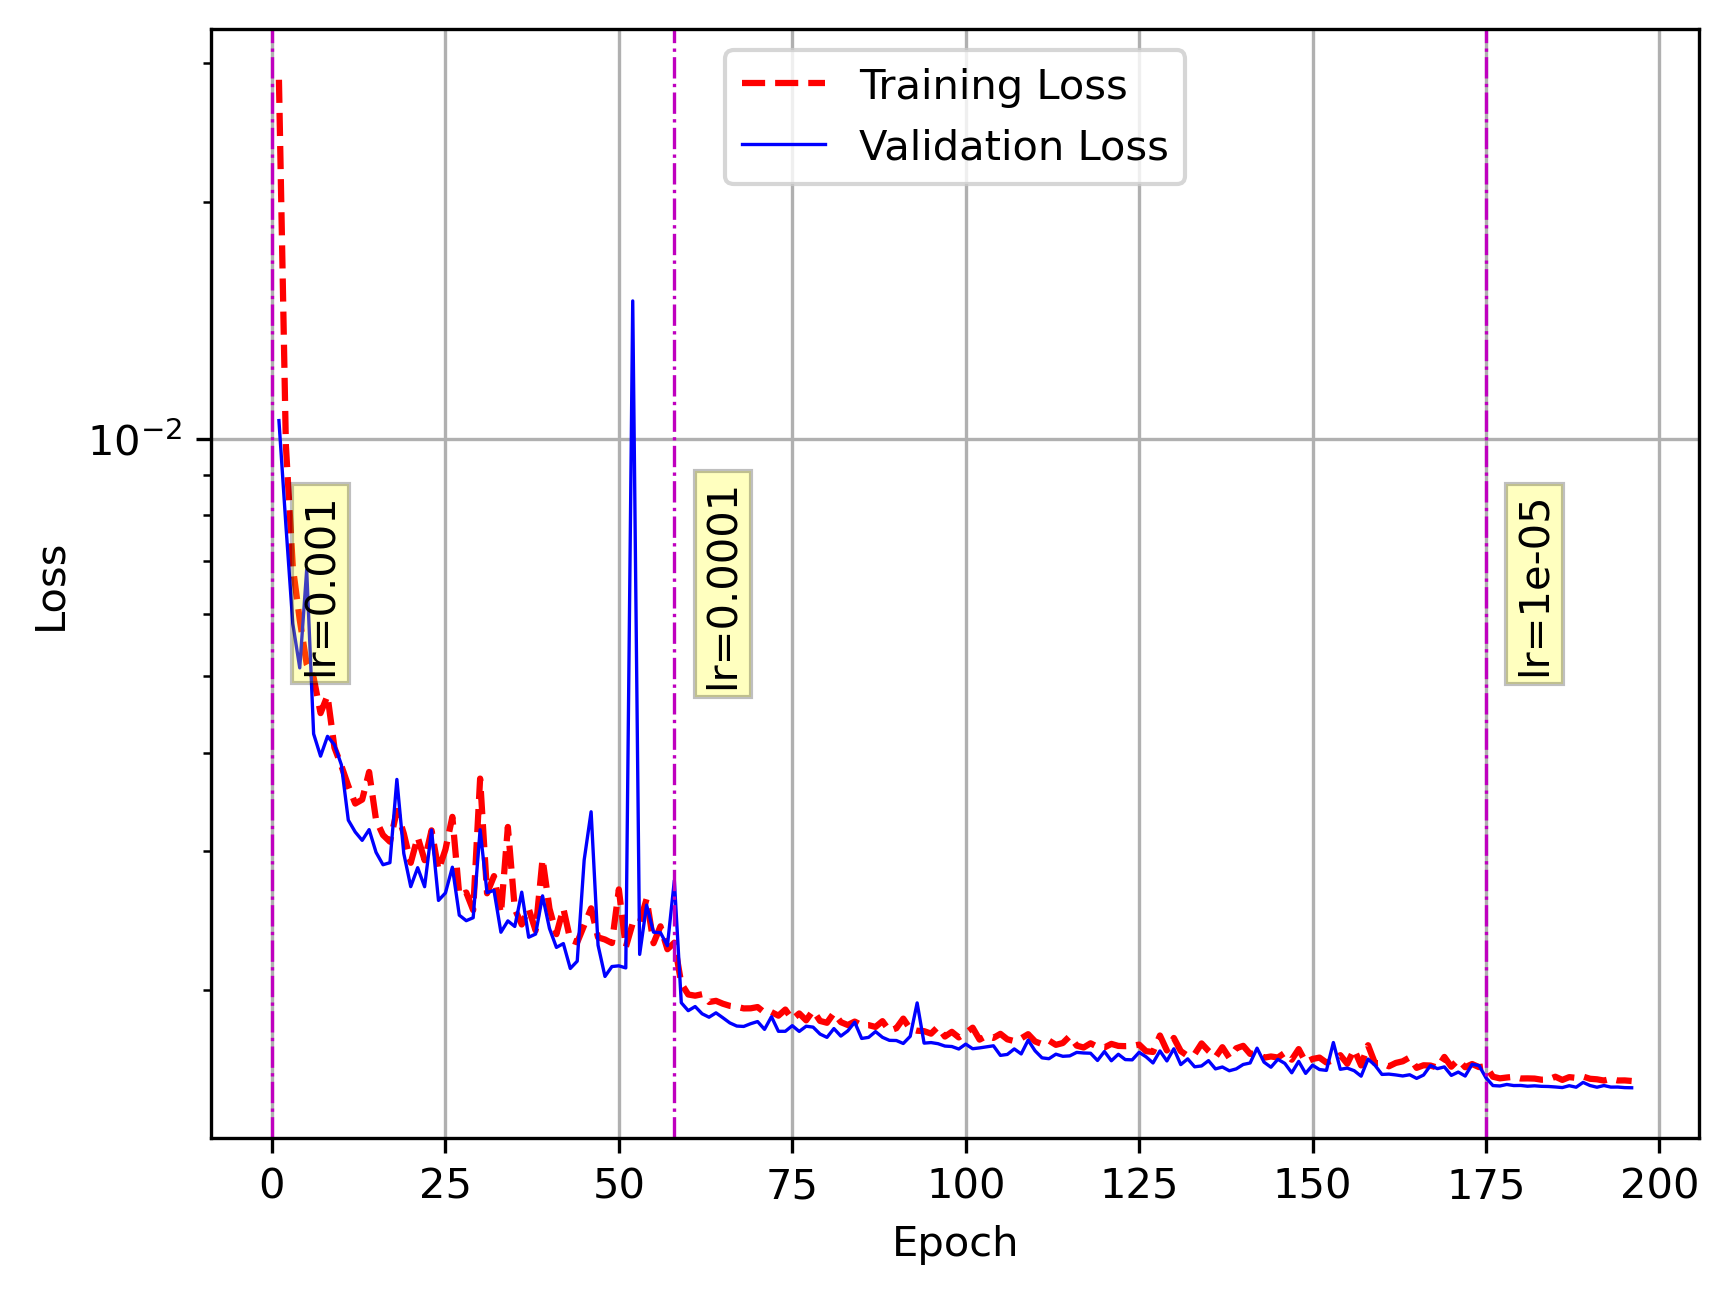 Training Loss
Validation Loss
10⁻²
Loss
lr=0.001
lr=0.0001
lr=1e-05
0 25 50 75 100 125 150 175 200
Epoch